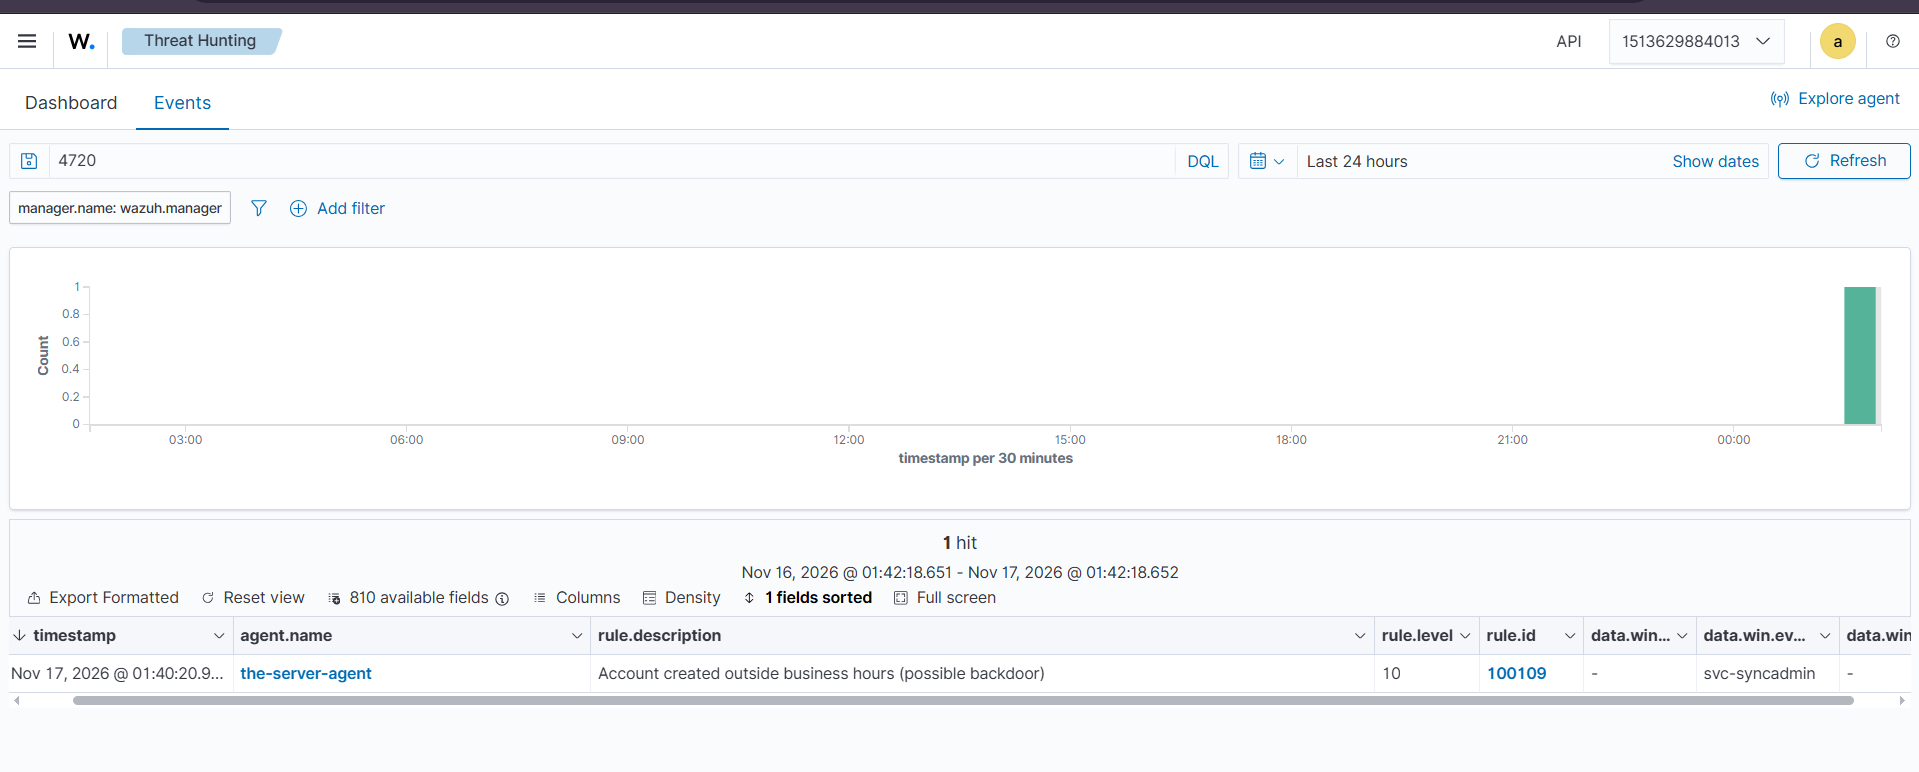 W.
Threat Hunting
API
1513629884013
a
Dashboard
Events
Explore agent
4720
DQL
Last 24 hours
Show dates
Refresh
manager.name: wazuh.manager
Add filter
1
0.8
0.6
0.4
0.2
0
Count
03:00
06:00
09:00
12:00
15:00
18:00
21:00
00:00
timestamp per 30 minutes
1 hit
Nov 16, 2026 @ 01:42:18.651 - Nov 17, 2026 @ 01:42:18.652
Export Formatted
Reset view
810 available fields
Columns
Density
1 fields sorted
Full screen
timestamp
agent.name
rule.description
rule.level
rule.id
data.win...
data.win.ev...
data.win
Nov 17, 2026 @ 01:40:20.9...
the-server-agent
Account created outside business hours (possible backdoor)
10
100109
-
svc-syncadmin
-